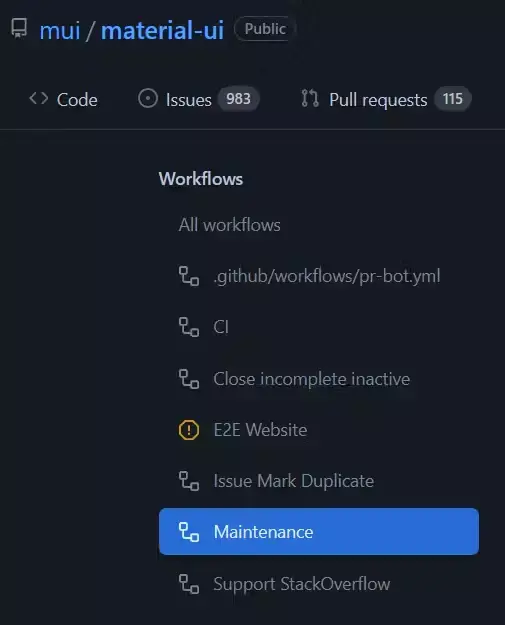 mui / material-ui Public
Code Issues 983 Pull requests 115
Workflows
All workflows
.github/workflows/pr-bot.yml
CI
Close incomplete inactive
E2E Website
Issue Mark Duplicate
Maintenance
Support StackOverflow